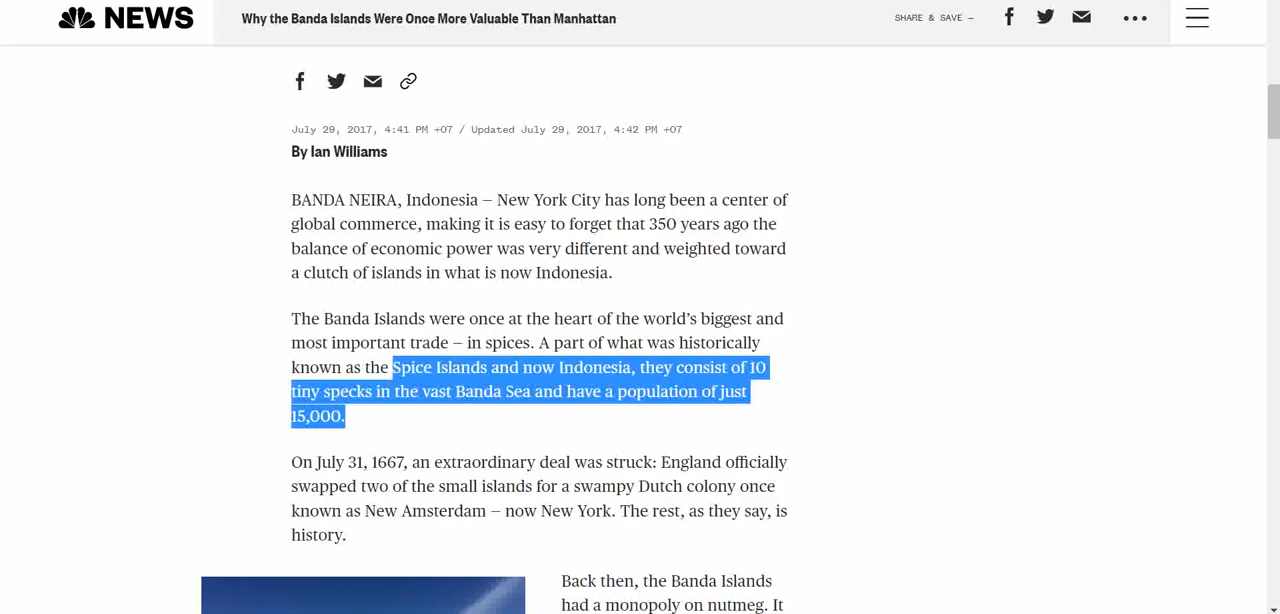 NEWS
Why the Banda Islands Were Once More Valuable Than Manhattan
SHARE & SAVE —
July 29, 2017, 4:41 PM +07 / Updated July 29, 2017, 4:42 PM +07
By Ian Williams
BANDA NEIRA, Indonesia — New York City has long been a center of
global commerce, making it is easy to forget that 350 years ago the
balance of economic power was very different and weighted toward
a clutch of islands in what is now Indonesia.
The Banda Islands were once at the heart of the world's biggest and
most important trade — in spices. A part of what was historically
known as the Spice Islands and now Indonesia, they consist of 10
tiny specks in the vast Banda Sea and have a population of just
15,000.
On July 31, 1667, an extraordinary deal was struck: England officially
swapped two of the small islands for a swampy Dutch colony once
known as New Amsterdam — now New York. The rest, as they say, is
history.
Back then, the Banda Islands
had a monopoly on nutmeg. It